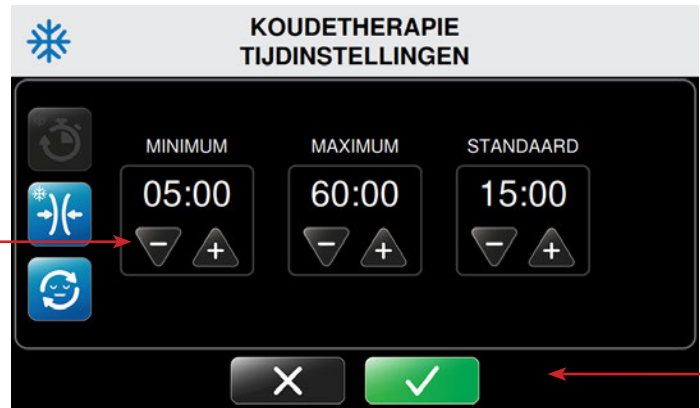 KOUDETHERAPIE
TIJDINSTELLINGEN
MINIMUM MAXIMUM STANDAARD
05:00 60:00 15:00
- + - + - +